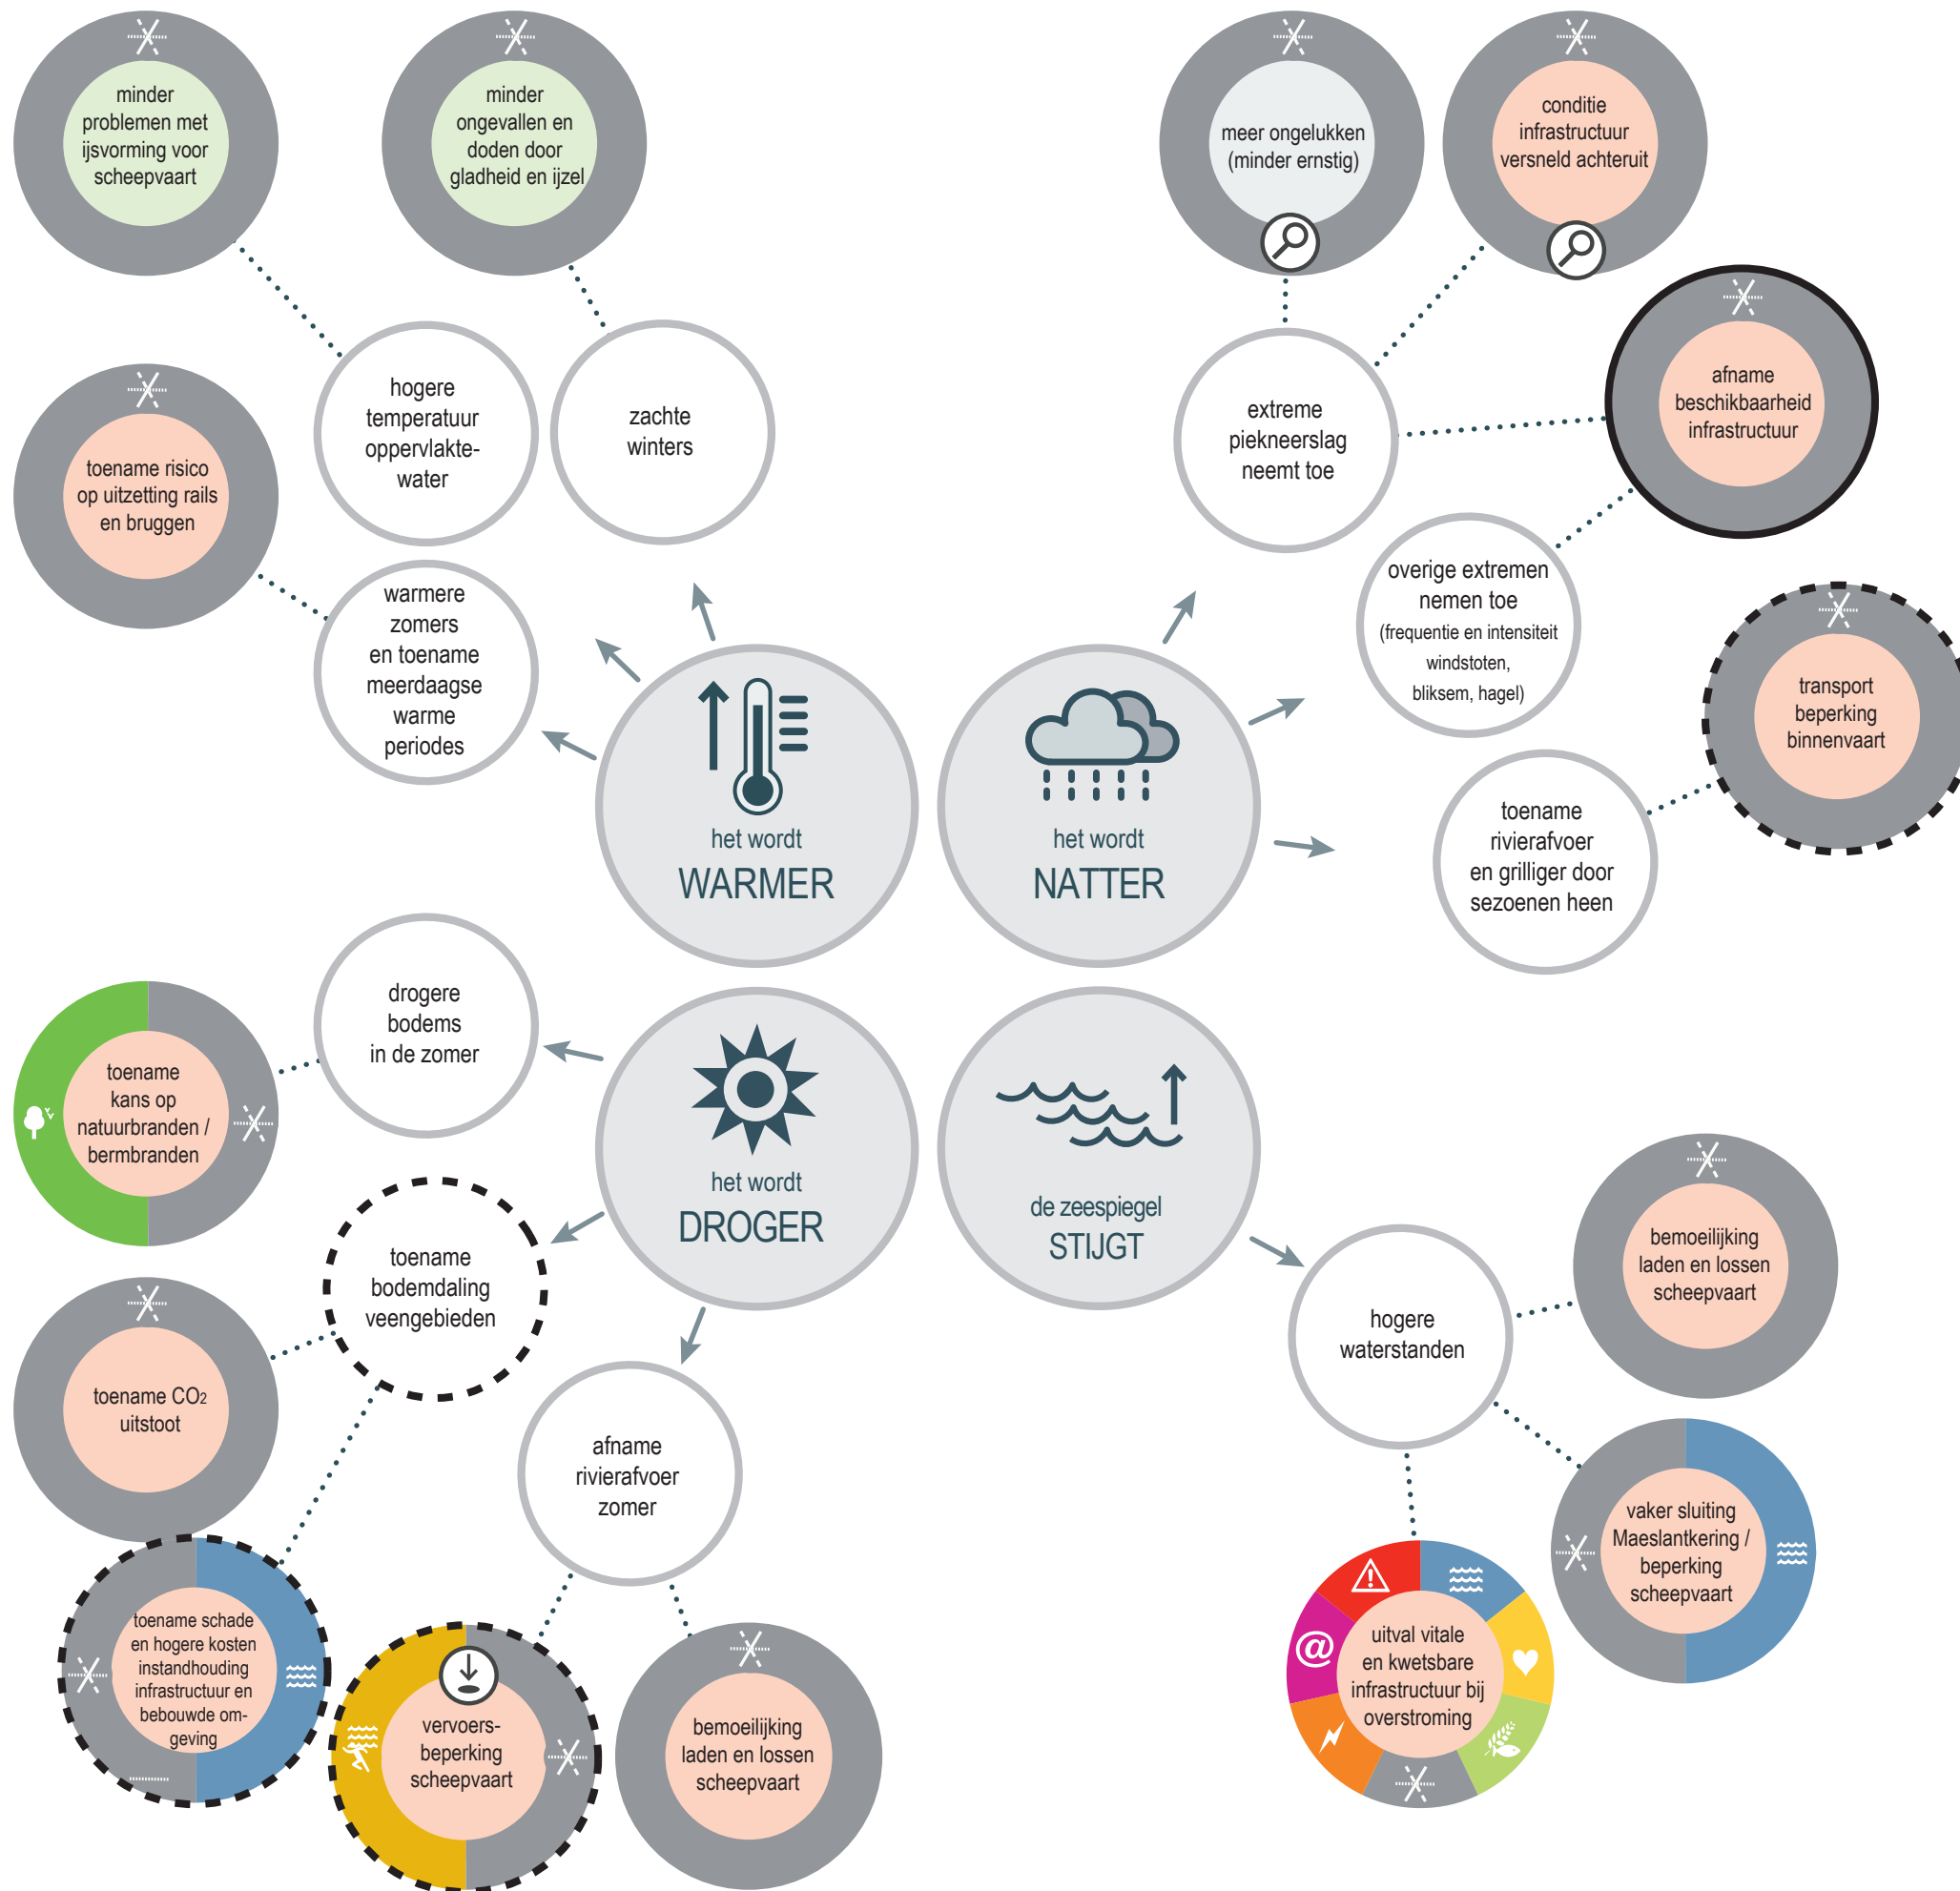 minder
problemen met
ijsvorming voor
scheepvaart
minder
ongevallen en
doden door
gladheid en ijzel
meer ongelukken
(minder ernstig)
conditie
infrastructuur
versneld achteruit
hogere
temperatuur
oppervlakte-
water
zachte
winters
extreme
piekneerslag
neemt toe
afname
beschikbaarheid
infrastructuur
toename risico
op uitzetting rails
en bruggen
warmere
zomers
en toename
meerdaagse
warme
periodes
overige extremen
nemen toe
(frequentie en intensiteit
windstoten,
bliksem, hagel)
transport
beperking
binnenvaart
het wordt
WARMER
het wordt
NATTER
toename
rivierafvoer
en grilliger door
sezoenen heen
drogere
bodems
in de zomer
toename
kans op
natuurbranden /
bermbranden
het wordt
DROGER
de zeespiegel
STIJGT
toename
bodemdaling
veengebieden
hogere
waterstanden
bemoeilijking
laden en lossen
scheepvaart
toename CO2
uitstoot
afname
rivierafvoer
zomer
vaker sluiting
Maeslantkering /
beperking
scheepvaart
toename schade
en hogere kosten
instandhouding
infrastructuur en
bebouwde om-
geving
vervoers-
beperking
scheepvaart
bemoeilijking
laden en lossen
scheepvaart
@
uitval vitale
en kwetsbare
infrastructuur bij
overstroming